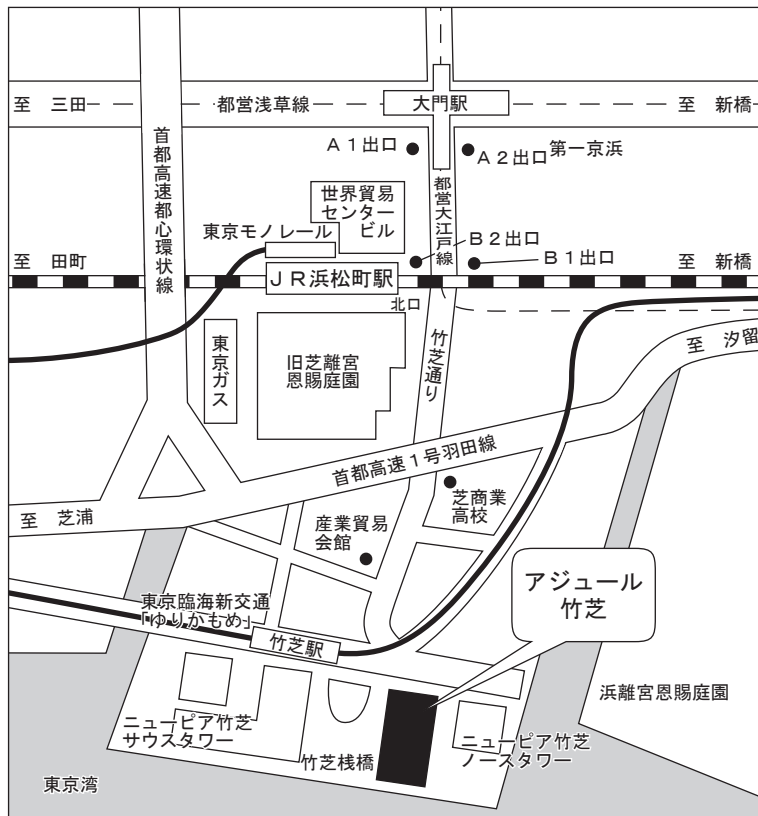 至 三田
都営浅草線
大門駅
至 新橋
A1出口
A2出口
第一京浜
首都高速都心環状線
世界貿易
センター
ビル
都営大江戸線
東京モノレール
B2出口
B1出口
至 田町
JR浜松町駅
至 新橋
北口
東京ガス
旧芝離宮
恩賜庭園
竹芝通り
至 汐留
首都高速1号羽田線
芝商業
高校
至 芝浦
産業貿易
会館
アジュール
竹芝
東京臨海新交通
「ゆりかもめ」
竹芝駅
浜離宮恩賜庭園
ニューピア竹芝
サウスタワー
ニューピア竹芝
ノースタワー
竹芝桟橋
東京湾